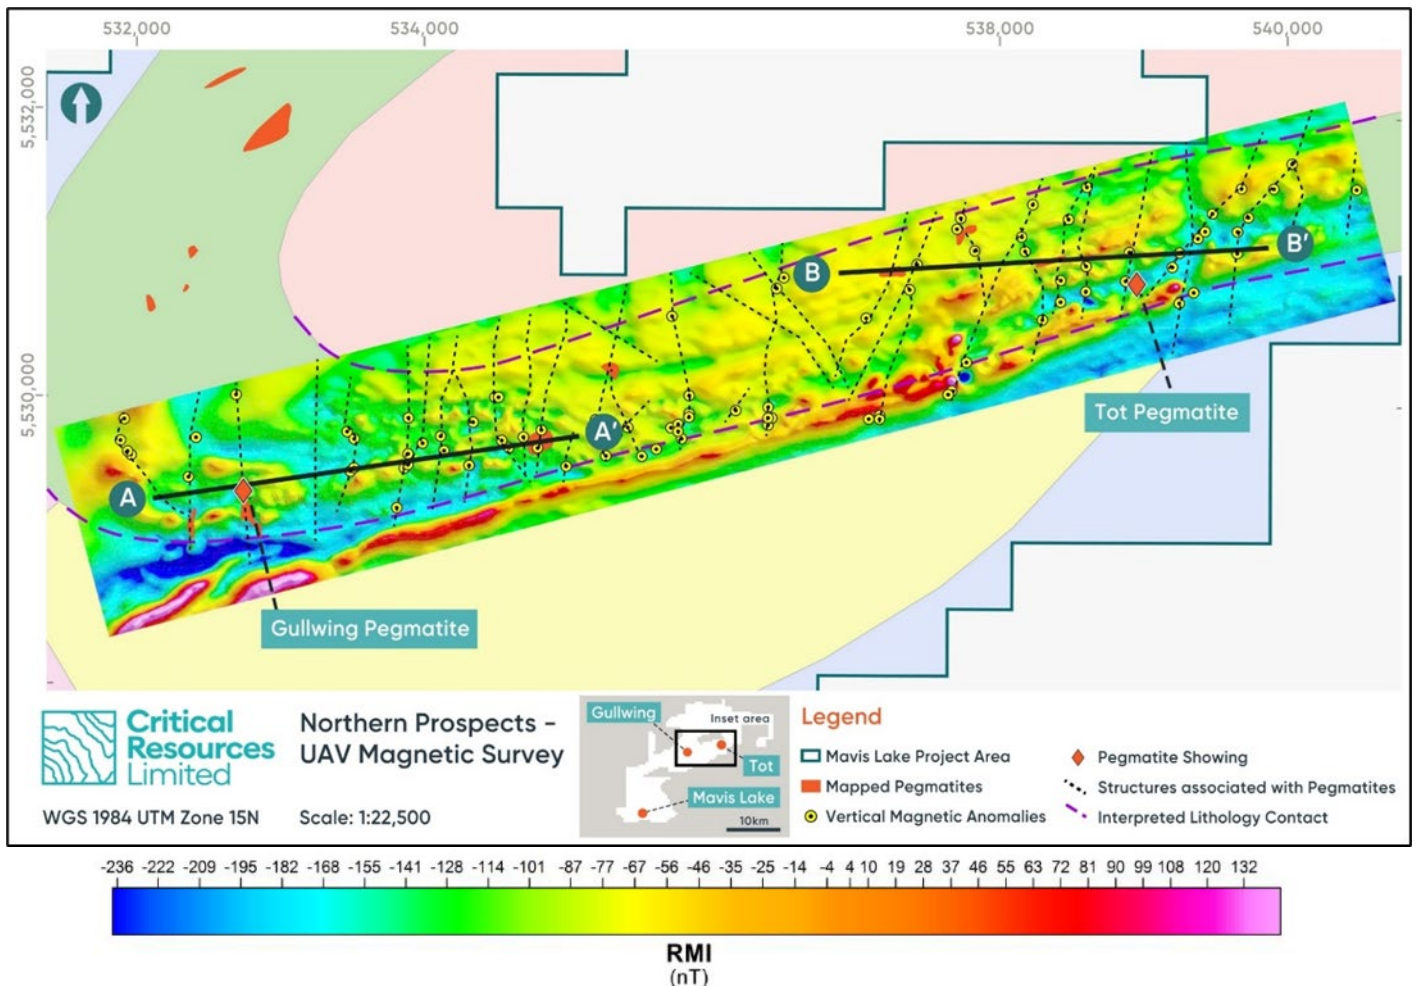 532,000 534,000 538,000 540,000
5,532,000
5,530,000
B
B′
A
A′
Tot Pegmatite
Gullwing Pegmatite
Critical
Resources
Limited
WGS 1984 UTM Zone 15N
Northern Prospects -
UAV Magnetic Survey
Scale: 1:22,500
Gullwing
Inset area
Tot
Mavis Lake
10km
Legend
Mavis Lake Project Area
Mapped Pegmatites
Vertical Magnetic Anomalies
Pegmatite Showing
Structures associated with Pegmatites
Interpreted Lithology Contact
-236 -222 -209 -195 -182 -168 -155 -141 -128 -114 -101 -87 -77 -67 -56 -46 -35 -25 -14 -4 4 10 19 28 36 45 55 63 72 81 90 99 108 120 132
RMI
(nT)